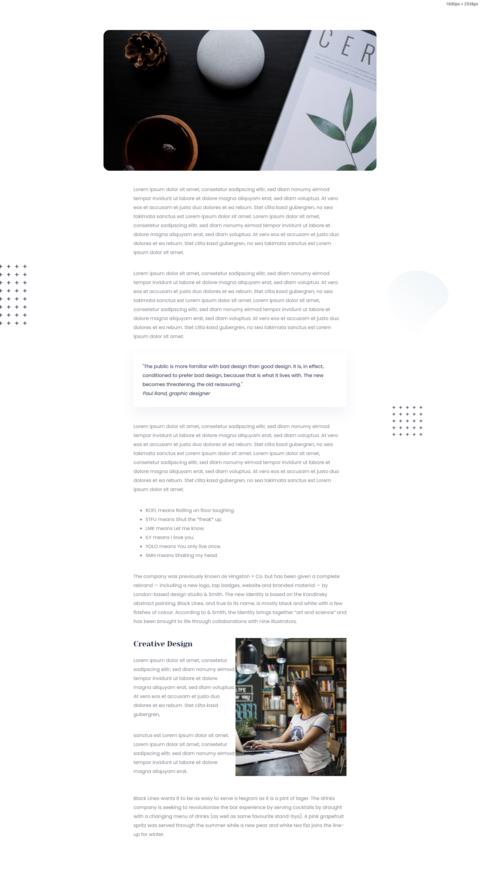 CER
Lorem ipsum dolor sit amet, consetetur sadipscing elitr, sed diam nonumy eirmod
tempor invidunt ut labore et dolore magna aliquyam erat, sed diam voluptua. At vero
eos et accusam et justo duo dolores et ea rebum. Stet clita kasd gubergren, no sea
takimata sanctus est Lorem ipsum dolor sit amet. Lorem ipsum dolor sit amet,
consetetur sadipscing elitr, sed diam nonumy eirmod tempor invidunt ut labore et
dolore magna aliquyam erat, sed diam voluptua. At vero eos et accusam et justo duo
dolores et ea rebum. Stet clita kasd gubergren, no sea takimata sanctus est Lorem
ipsum dolor sit amet.
Lorem ipsum dolor sit amet, consetetur sadipscing elitr, sed diam nonumy eirmod
tempor invidunt ut labore et dolore magna aliquyam erat, sed diam voluptua. At vero
eos et accusam et justo duo dolores et ea rebum. Stet clita kasd gubergren, no sea
takimata sanctus est Lorem ipsum dolor sit amet. Lorem ipsum dolor sit amet,
consetetur sadipscing elitr, sed diam nonumy eirmod tempor invidunt ut labore et
dolore magna aliquyam erat, sed diam voluptua. At vero eos et accusam et justo duo
dolores et ea rebum. Stet clita kasd gubergren, no sea takimata sanctus est Lorem
ipsum dolor sit amet.
"The public is more familiar with bad design than good design. It is, in effect,
conditioned to prefer bad design, because that is what it lives with. The new
becomes threatening, the old reassuring."
Paul Rand, graphic designer
Lorem ipsum dolor sit amet, consetetur sadipscing elitr, sed diam nonumy eirmod
tempor invidunt ut labore et dolore magna aliquyam erat, sed diam voluptua. At vero
eos et accusam et justo duo dolores et ea rebum. Stet clita kasd gubergren, no sea
takimata sanctus est Lorem ipsum dolor sit amet. Lorem ipsum dolor sit amet,
consetetur sadipscing elitr, sed diam nonumy eirmod tempor invidunt ut labore et
dolore magna aliquyam erat, sed diam voluptua. At vero eos et accusam et justo duo
dolores et ea rebum. Stet clita kasd gubergren, no sea takimata sanctus est Lorem
ipsum dolor sit amet.
ROFL means Rolling on floor laughing.
STFU means Shut the *freak* up.
LMK means Let me know.
ILY means I love you.
YOLO means You only live once.
SMH means Shaking my head.
The company was previously known as Hingston + Co. but has been given a complete
rebrand — including a new logo, tap badges, website and branded material — by
London-based design studio & Smith. The new identity is based on the Kandinsky
abstract painting, Black Lines, and true to its name, is mostly black and white with a few
flashes of colour. According to & Smith, the identity brings together "art and science" and
has been brought to life through collaborations with nine illustrators.
Creative Design
Lorem ipsum dolor sit amet, consetetur
sadipscing elitr, sed diam nonumy eirmod
tempor invidunt ut labore et dolore
magna aliquyam erat, sed diam voluptua.
At vero eos et accusam et justo duo
dolores et ea rebum. Stet clita kasd
gubergren,
sanctus est Lorem ipsum dolor sit amet.
Lorem ipsum dolor sit amet, consetetur
sadipscing elitr, sed diam nonumy eirmod
tempor invidunt ut labore et dolore
magna aliquyam erat.
Black Lines wants it to be as easy to serve a Negroni as it is a pint of lager. The drinks
company is seeking to revolutionise the bar experience by serving cocktails by draught
with a changing menu of drinks (as well as some favourite stand-bys). A pink grapefruit
spritz was served through the summer while a new pear and white tea fizz joins the line-
up for winter.